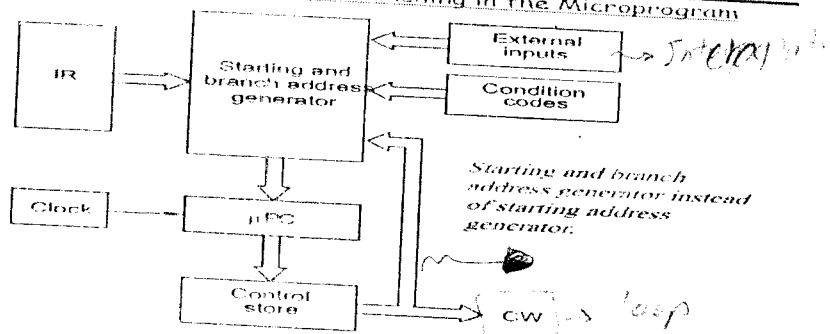 in the Microprogram
External
inputs
IR
Starting and
branch address
generator
Condition
codes
Starting and branch
address generator instead
of starting address
generator.
Clock
μPC
Control
store
CW
loop